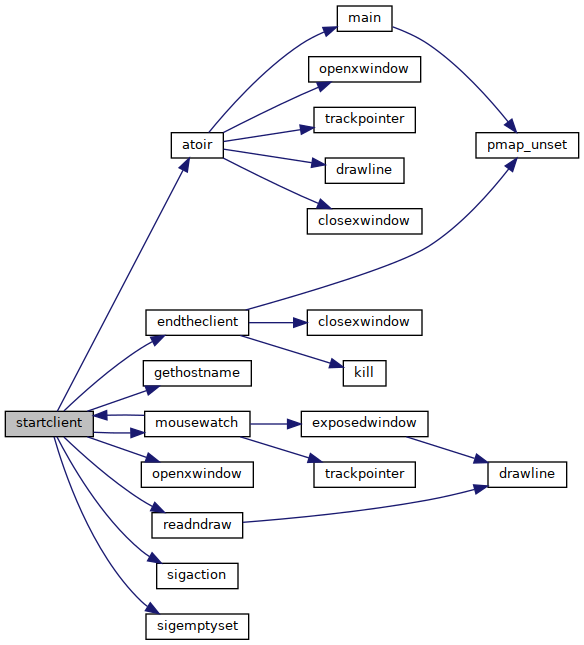 main
openxwindow
trackpointer
atoir
pmap_unset
drawline
closexwindow
endtheclient
closexwindow
kill
gethostname
startclient
mousewatch
exposedwindow
openxwindow
trackpointer
drawline
readndraw
sigaction
sigemptyset